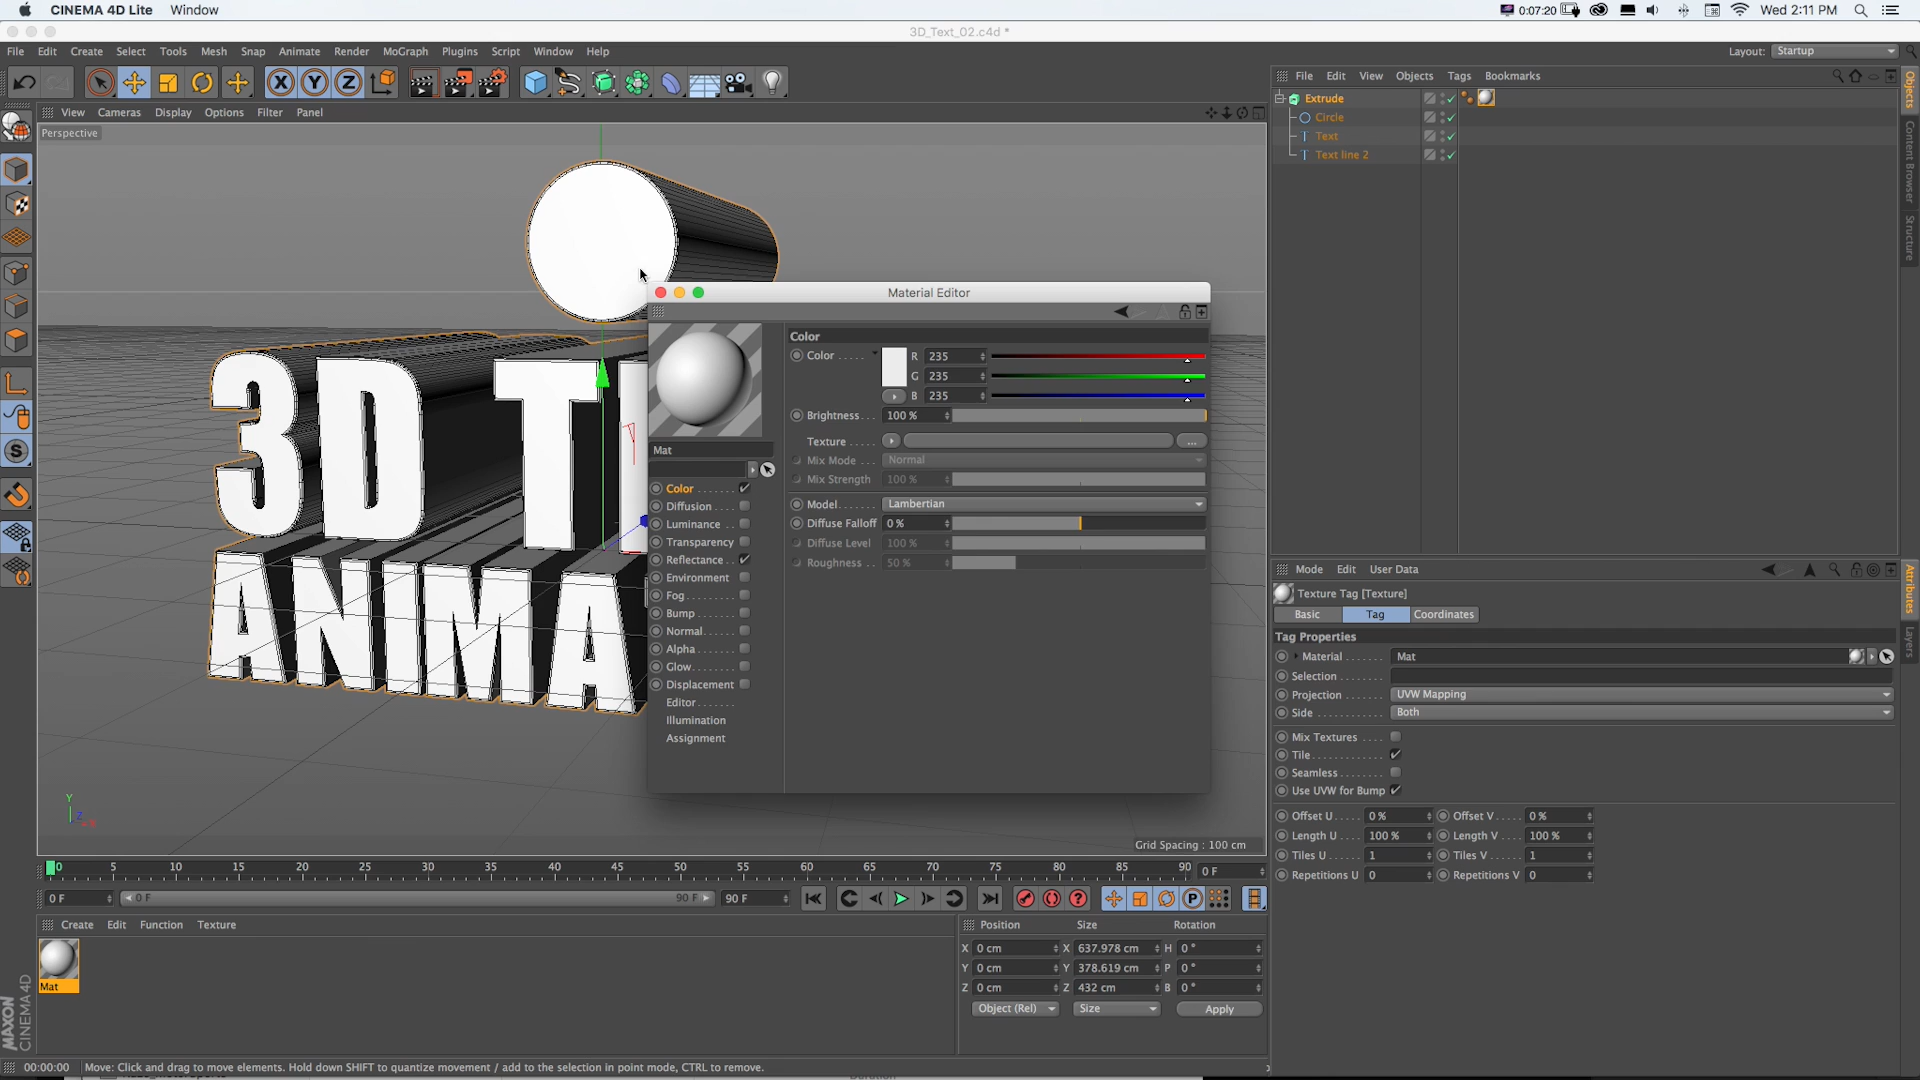 CINEMA 4D Lite Window 0:07:20 Wed 2:11 PM
3D_Text_02.c4d *
File Edit Create Select Tools Mesh Snap Animate Render MoGraph Plugins Script Window Help Layout: Startup
X Y Z
File Edit View Objects Tags Bookmarks
View Cameras Display Options Filter Panel
Perspective
Extrude
Circle
Text
Text line 2
Objects
Content Browser
Structure
3D T
ANIMA
Material Editor
Color
Color R 235
G 235
B 235
Brightness 100 %
Texture ...
Mix Mode Normal
Mix Strength 100 %
Model Lambertian
Diffuse Falloff 0 %
Diffuse Level 100 %
Roughness 50 %
Mat
Color
Diffusion
Luminance
Transparency
Reflectance
Environment
Fog
Bump
Normal
Alpha
Glow
Displacement
Editor
Illumination
Assignment
Y
Z
X
Grid Spacing : 100 cm
Mode Edit User Data
Texture Tag [Texture]
Basic Tag Coordinates
Tag Properties
Material Mat
Selection
Projection UVW Mapping
Side Both
Mix Textures
Tile
Seamless
Use UVW for Bump
Offset U 0 % Offset V 0 %
Length U 100 % Length V 100 %
Tiles U 1 Tiles V 1
Repetitions U 0 Repetitions V 0
Attributes
Layers
0 5 10 15 20 25 30 35 40 45 50 55 60 65 70 75 80 85 90 0 F
0 F 0 F 90 F 90 F
Create Edit Function Texture
Mat
Position Size Rotation
X 0 cm X 637.978 cm H 0 °
Y 0 cm Y 378.619 cm P 0 °
Z 0 cm Z 432 cm B 0 °
Object (Rel) Size Apply
MAXON
CINEMA 4D
00:00:00 Move: Click and drag to move elements. Hold down SHIFT to quantize movement / add to the selection in point mode, CTRL to remove.